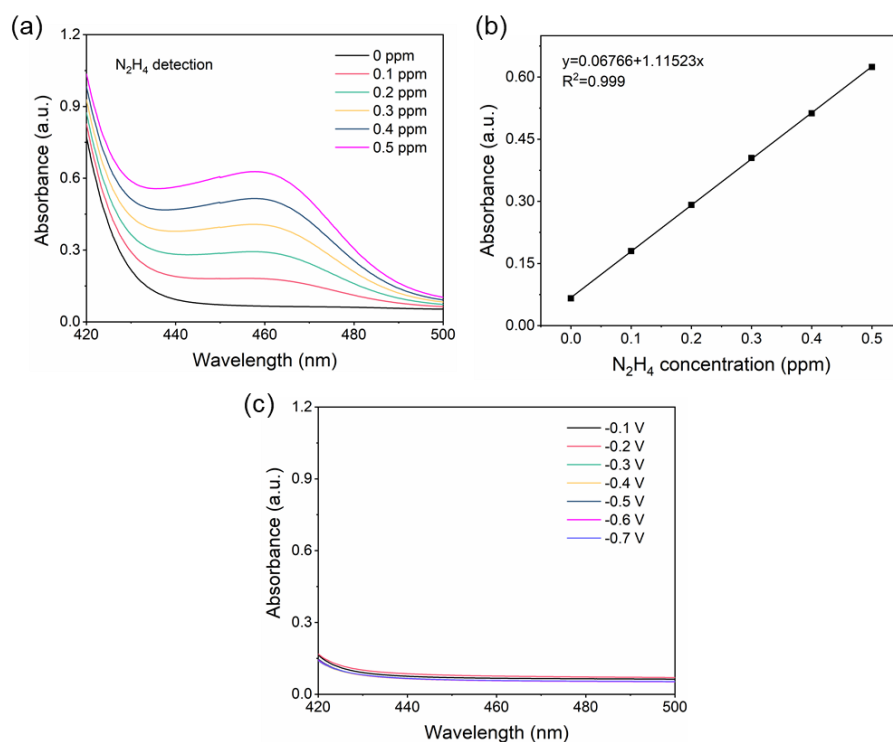 (a)
N₂H₄ detection
0 ppm
0.1 ppm
0.2 ppm
0.3 ppm
0.4 ppm
0.5 ppm
1.2
0.9
0.6
0.3
0.0
Absorbance (a.u.)
420 440 460 480 500
Wavelength (nm)
(b)
y=0.06766+1.11523x
R²=0.999
0.60
0.45
0.30
0.15
0.00
Absorbance (a.u.)
0.0 0.1 0.2 0.3 0.4 0.5
N₂H₄ concentration (ppm)
(c)
-0.1 V
-0.2 V
-0.3 V
-0.4 V
-0.5 V
-0.6 V
-0.7 V
1.2
0.9
0.6
0.3
0.0
Absorbance (a.u.)
420 440 460 480 500
Wavelength (nm)